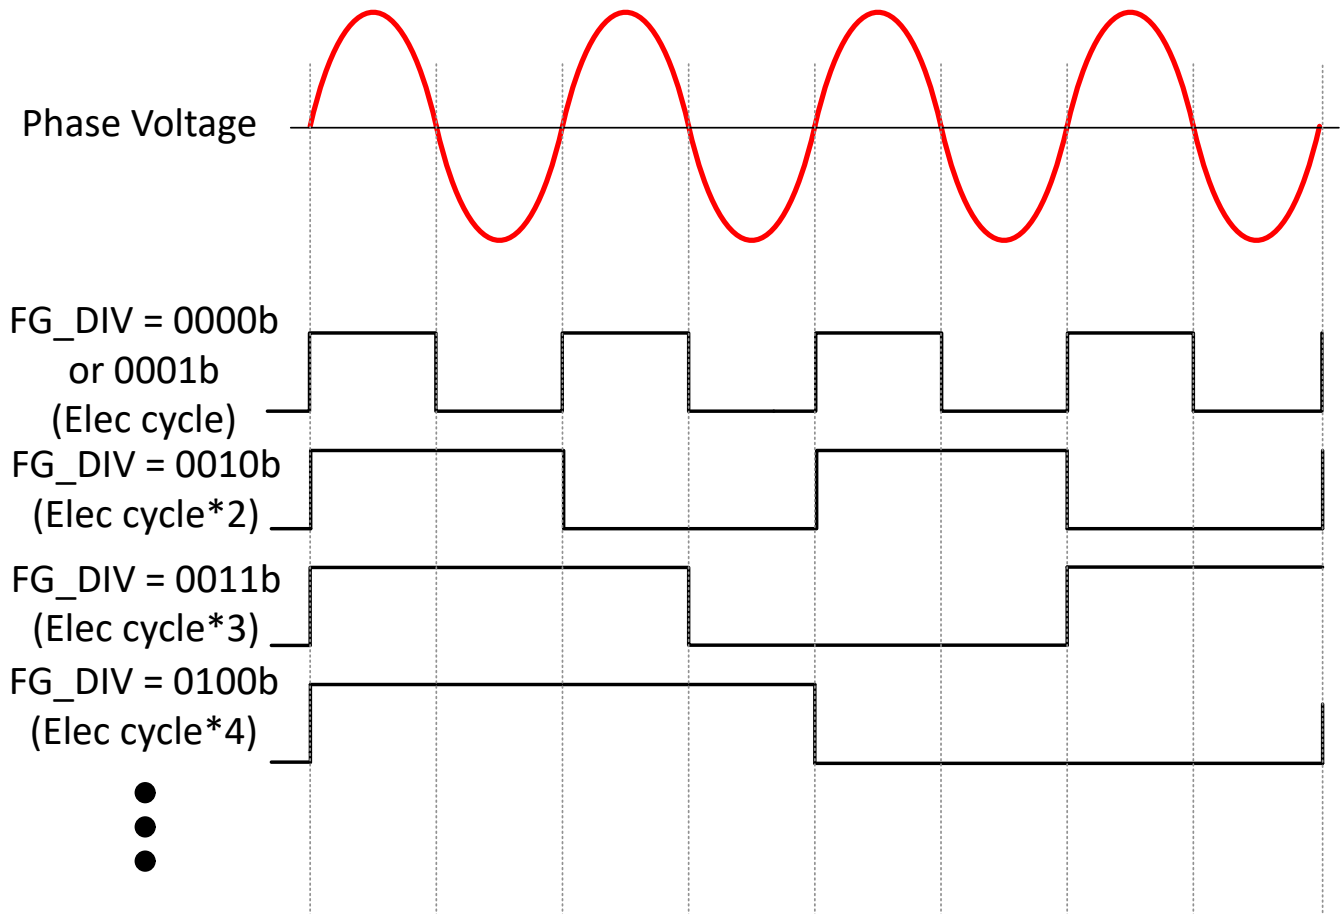 Phase Voltage
FG_DIV = 0000b
or 0001b
(Elec cycle)
FG_DIV = 0010b
(Elec cycle*2)
FG_DIV = 0011b
(Elec cycle*3)
FG_DIV = 0100b
(Elec cycle*4)